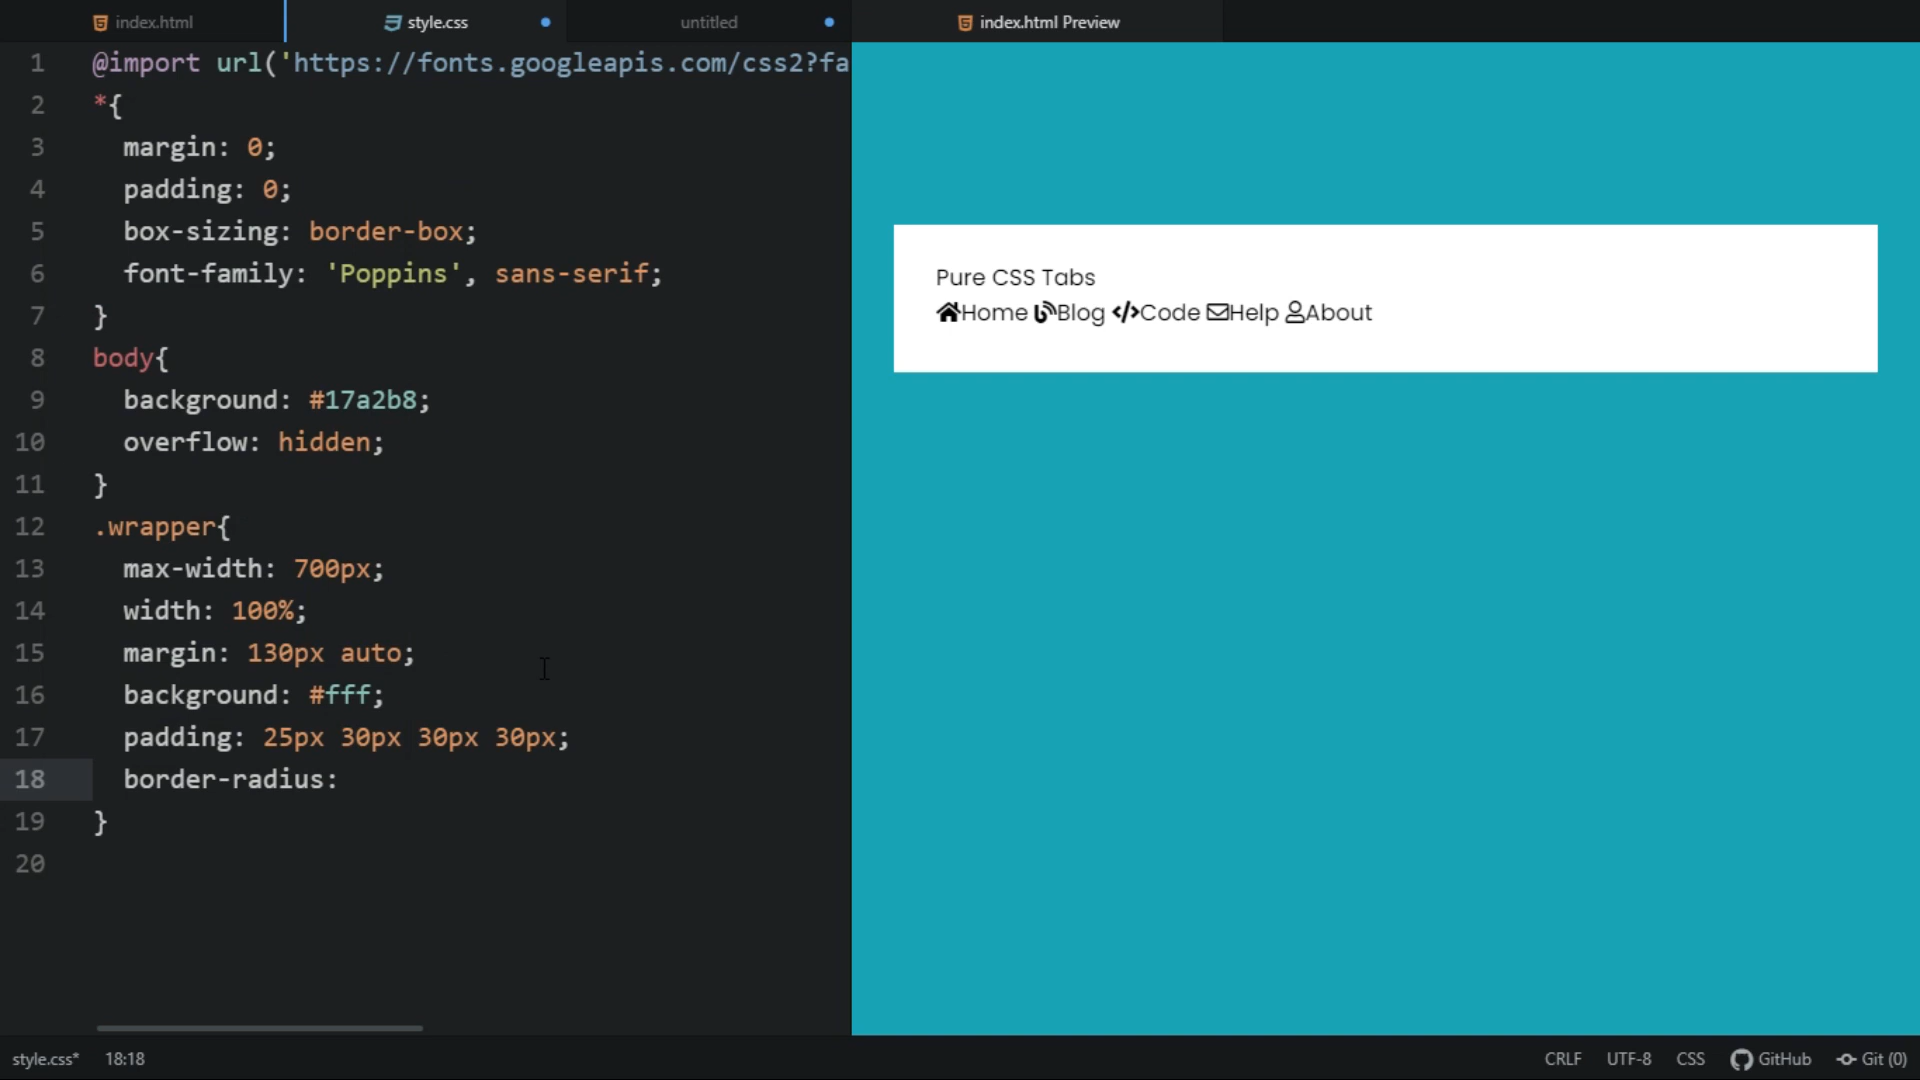 index.html
style.css
untitled
index.html Preview
1 @import url('https://fonts.googleapis.com/css2?fa
2 *{
3 margin: 0;
4 padding: 0;
5 box-sizing: border-box;
6 font-family: 'Poppins', sans-serif;
7 }
8 body{
9 background: #17a2b8;
10 overflow: hidden;
11 }
12 .wrapper{
13 max-width: 700px;
14 width: 100%;
15 margin: 130px auto;
16 background: #fff;
17 padding: 25px 30px 30px 30px;
18 border-radius:
19 }
20
Pure CSS Tabs
Home Blog Code Help About
style.css* 18:18
CRLF UTF-8 CSS GitHub Git (0)